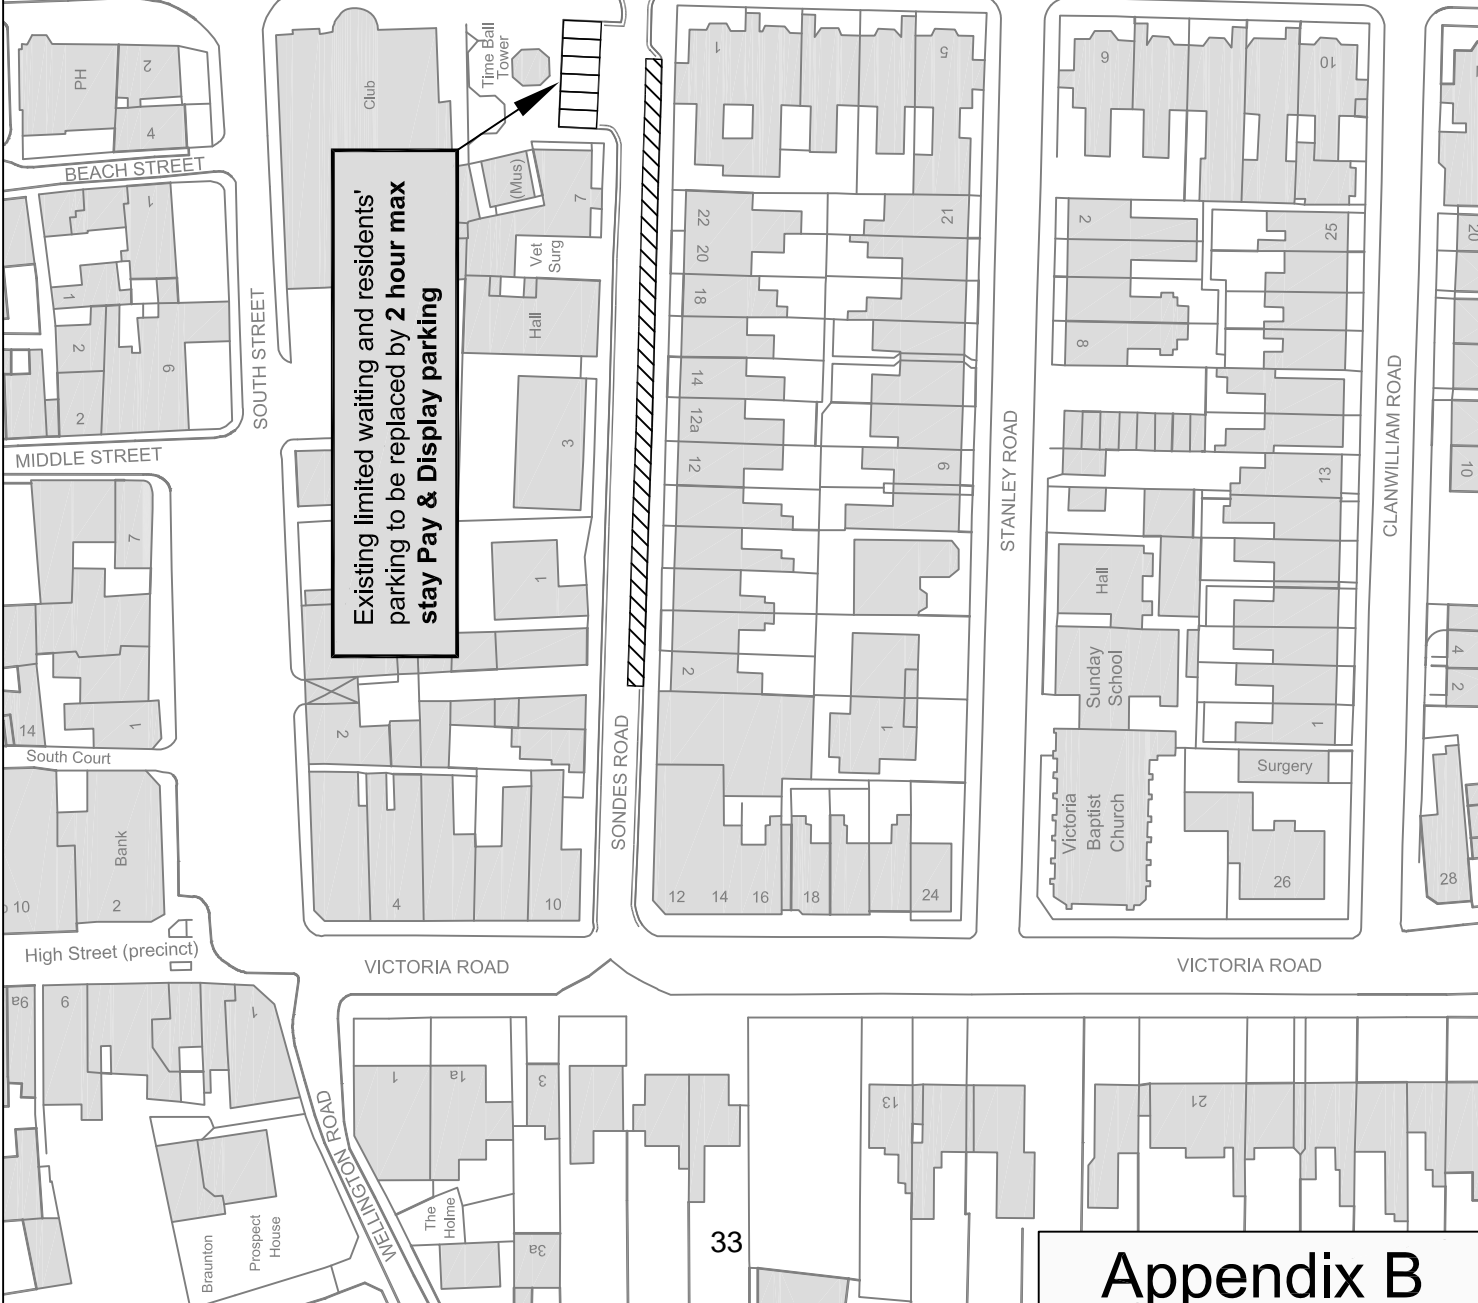 PH
2
4
BEACH STREET
1
1
2
2
9
MIDDLE STREET
SOUTH STREET
Club
Time Ball
Tower
(Mus)
7
Vet
Surg
Hall
3
1
Existing limited waiting and residents'
parking to be replaced by 2 hour max
stay Pay & Display parking
1
5
22
20
18
14
12a
12
2
21
9
1
6
10
2
8
25
13
1
STANLEY ROAD
CLANWILLIAM ROAD
20
10
4
2
28
Hall
Sunday
School
Victoria
Baptist
Church
Surgery
26
7
14
1
South Court
Bank
2
10
2
4
10
SONDES ROAD
12
14
16
18
24
High Street (precinct)
VICTORIA ROAD
VICTORIA ROAD
9a
9
1
WELLINGTON ROAD
1
1a
3
13
21
The
Holme
3a
Braunton
Prospect
House
33
Appendix B